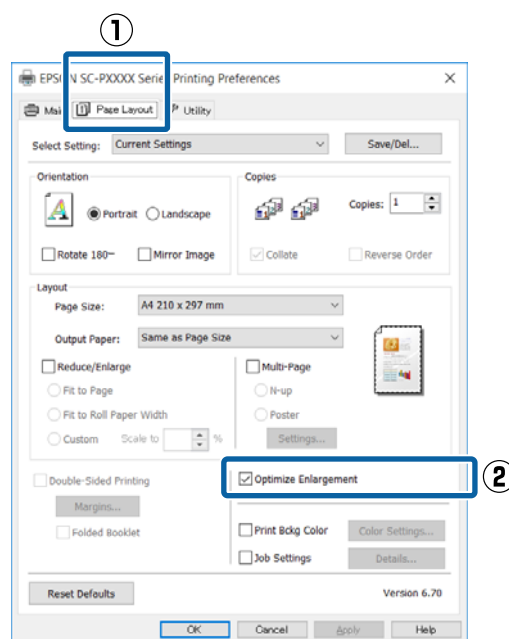 ①
EPS N SC-PXXXX Serie Printing Preferences
Mai Page Layout Utility
Select Setting: Current Settings Save/Del...
Orientation Copies
Portrait Landscape Copies: 1
Rotate 180° Mirror Image Collate Reverse Order
Layout
Page Size: A4 210 x 297 mm
Output Paper: Same as Page Size
Reduce/Enlarge Multi-Page
Fit to Page N-up
Fit to Roll Paper Width Poster
Custom Scale to % Settings...
Double-Sided Printing Optimize Enlargement ②
Margins...
Folded Booklet Print Bckg Color Color Settings...
Job Settings Details...
Reset Defaults Version 6.70
OK Cancel Apply Help